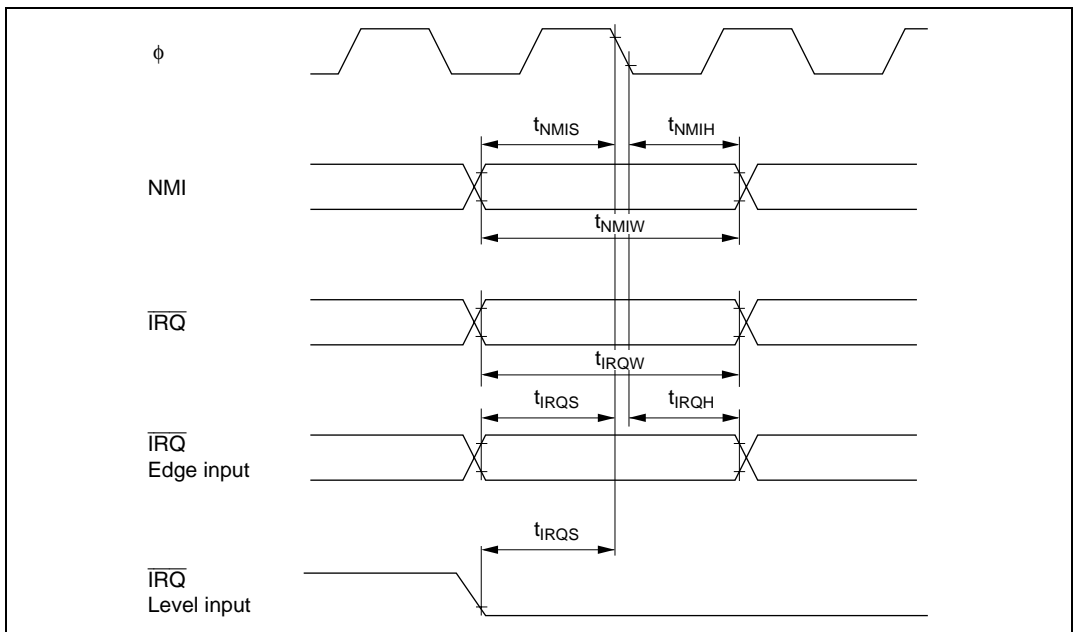 ϕ
tNMIS tNMIH
NMI
tNMIW
IRQ
tIRQW
tIRQS tIRQH
IRQ
Edge input
tIRQS
IRQ
Level input